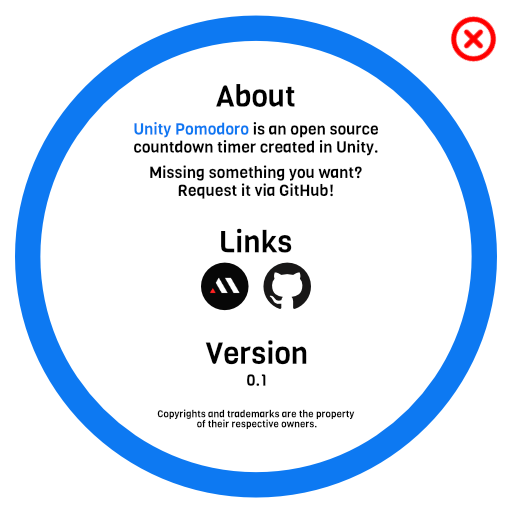 About
Unity Pomodoro is an open source
countdown timer created in Unity.
Missing something you want?
Request it via GitHub!
Links
Version
0.1
Copyrights and trademarks are the property
of their respective owners.